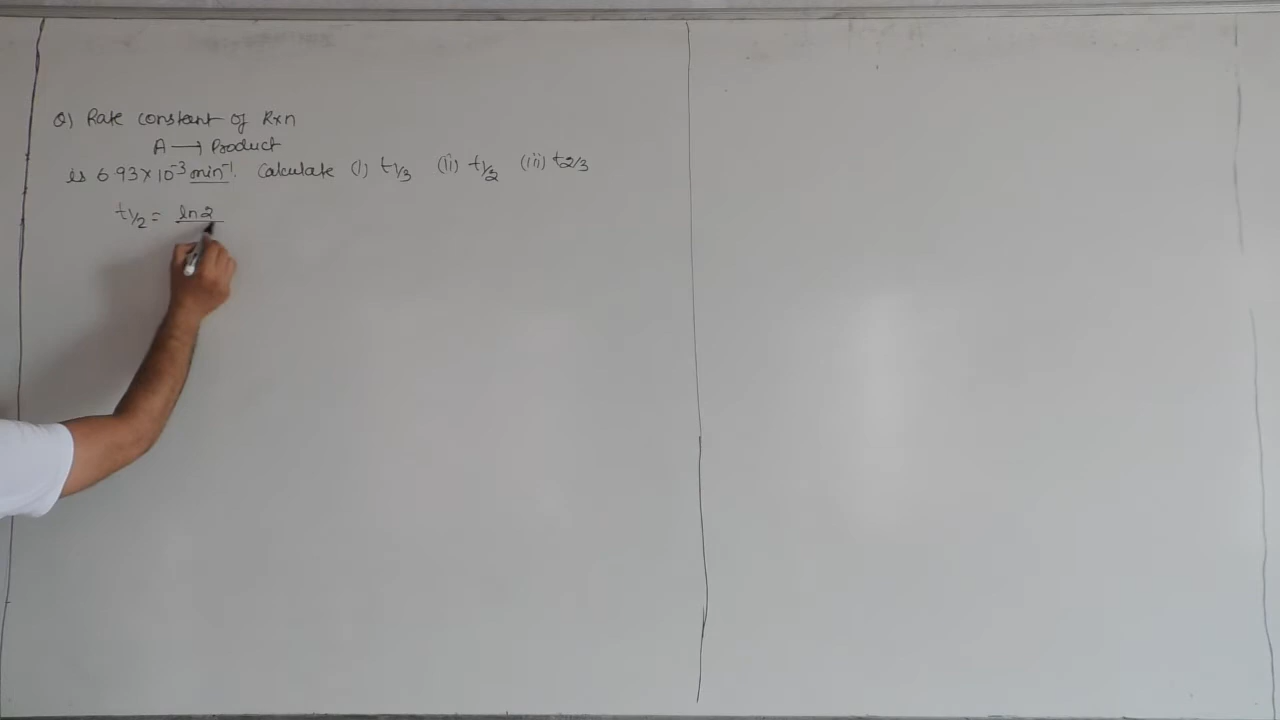 Q) Rate constant of Rxn
A → Product
is 6.93×10⁻³ min⁻¹. Calculate (i) t1/3 (ii) t1/2 (iii) t2/3
t1/2 = ln2